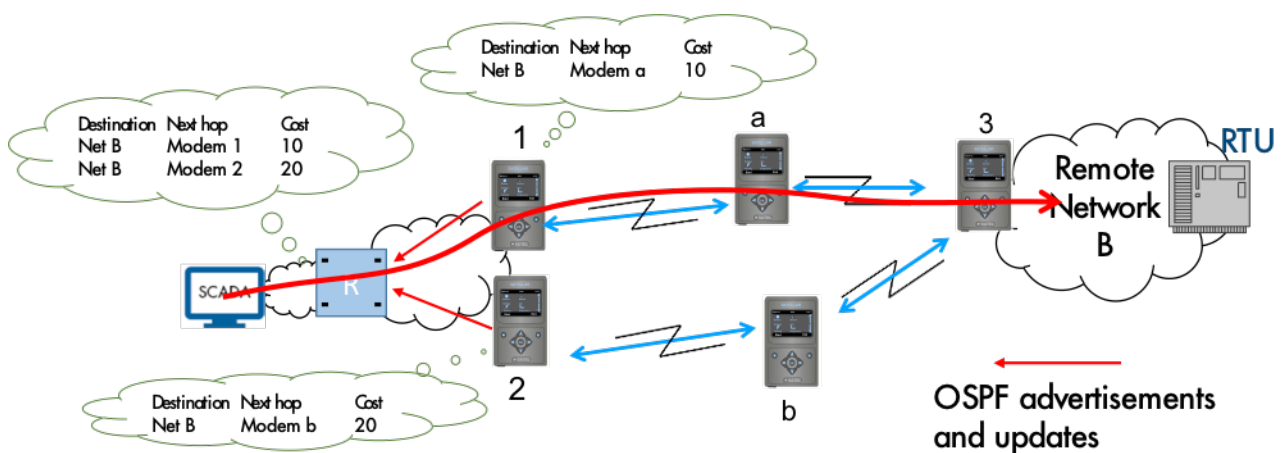 Destination Next hop Cost
Net B Modem a 10
Destination Next hop Cost
Net B Modem 1 10
Net B Modem 2 20
1
a
3
RTU
Remote
Network
B
SCADA
R
2
b
Destination Next hop Cost
Net B Modem b 20
OSPF advertisements
and updates